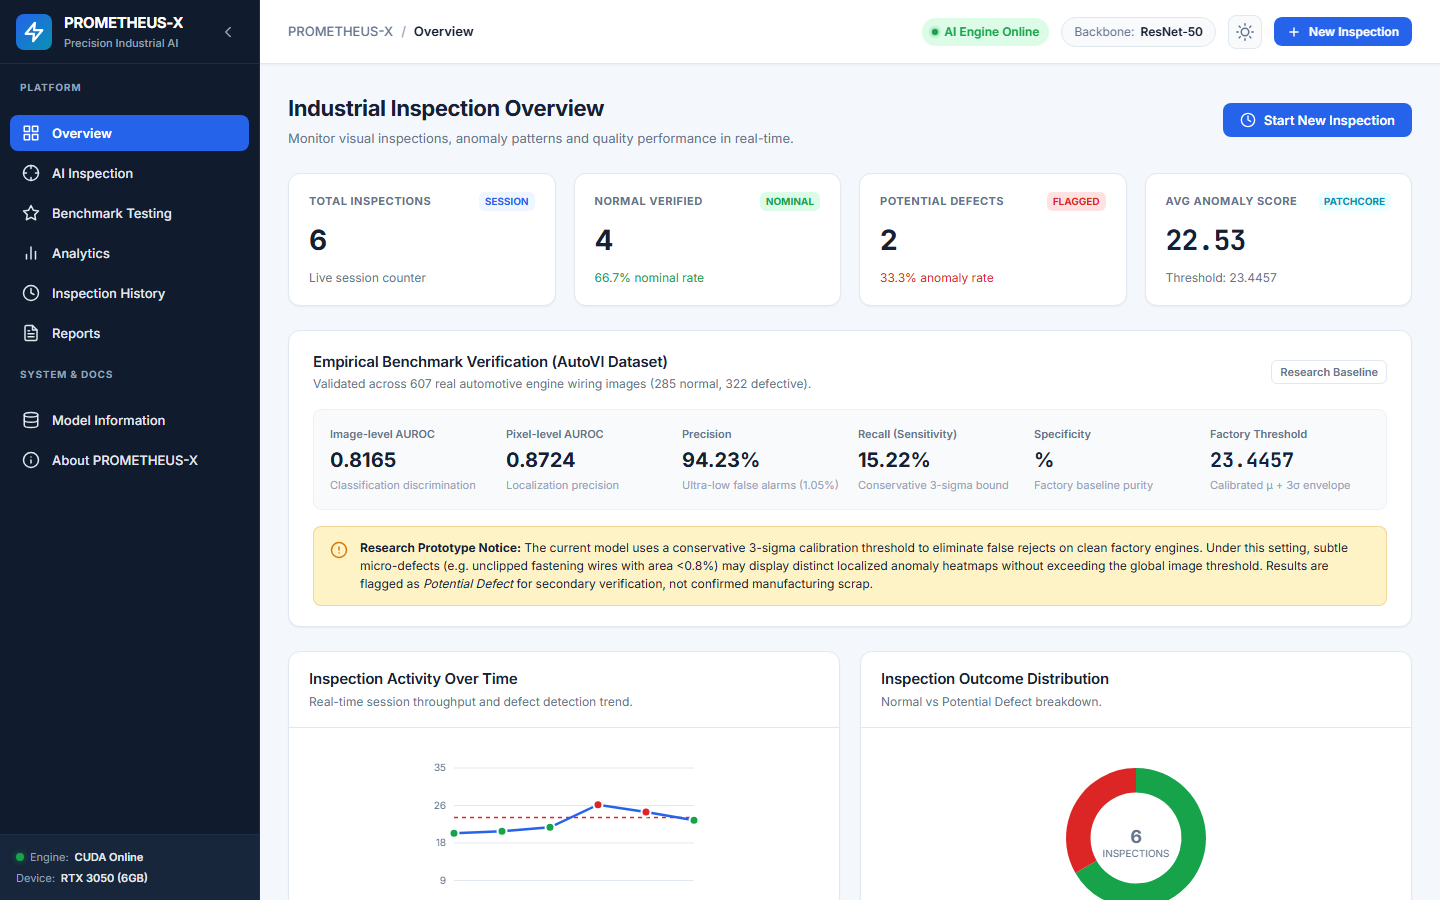 PROMETHEUS-X
Precision Industrial AI
PLATFORM
Overview
AI Inspection
Benchmark Testing
Analytics
Inspection History
Reports
SYSTEM & DOCS
Model Information
About PROMETHEUS-X
Engine: CUDA Online
Device: RTX 3050 (6GB)
PROMETHEUS-X / Overview
AI Engine Online
Backbone: ResNet-50
+ New Inspection
Industrial Inspection Overview
Monitor visual inspections, anomaly patterns and quality performance in real-time.
Start New Inspection
TOTAL INSPECTIONS SESSION
6
Live session counter
NORMAL VERIFIED NOMINAL
4
66.7% nominal rate
POTENTIAL DEFECTS FLAGGED
2
33.3% anomaly rate
AVG ANOMALY SCORE PATCHCORE
22.53
Threshold: 23.4457
Empirical Benchmark Verification (AutoVI Dataset)
Validated across 607 real automotive engine wiring images (285 normal, 322 defective).
Research Baseline
Image-level AUROC
0.8165
Classification discrimination
Pixel-level AUROC
0.8724
Localization precision
Precision
94.23%
Ultra-low false alarms (1.05%)
Recall (Sensitivity)
15.22%
Conservative 3-sigma bound
Specificity
%
Factory baseline purity
Factory Threshold
23.4457
Calibrated μ + 3σ envelope
Research Prototype Notice: The current model uses a conservative 3-sigma calibration threshold to eliminate false rejects on clean factory engines. Under this setting, subtle
micro-defects (e.g. unclipped fastening wires with area <0.8%) may display distinct localized anomaly heatmaps without exceeding the global image threshold. Results are
flagged as Potential Defect for secondary verification, not confirmed manufacturing scrap.
Inspection Activity Over Time
Real-time session throughput and defect detection trend.
35
26
18
9
Inspection Outcome Distribution
Normal vs Potential Defect breakdown.
6
INSPECTIONS